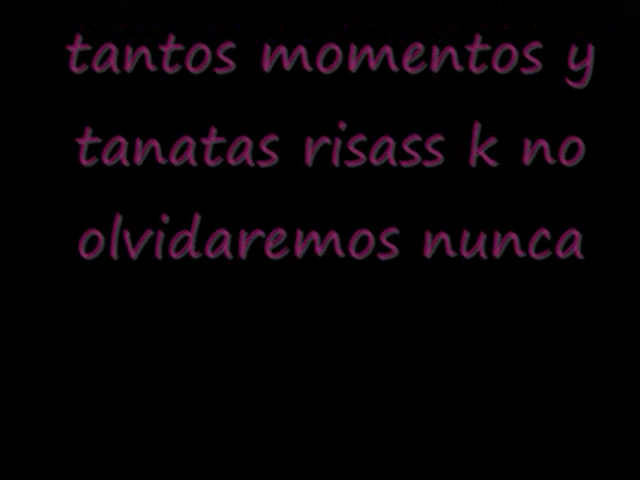 tantos momentos y
tanatas risass k no
olvidaremos nunca